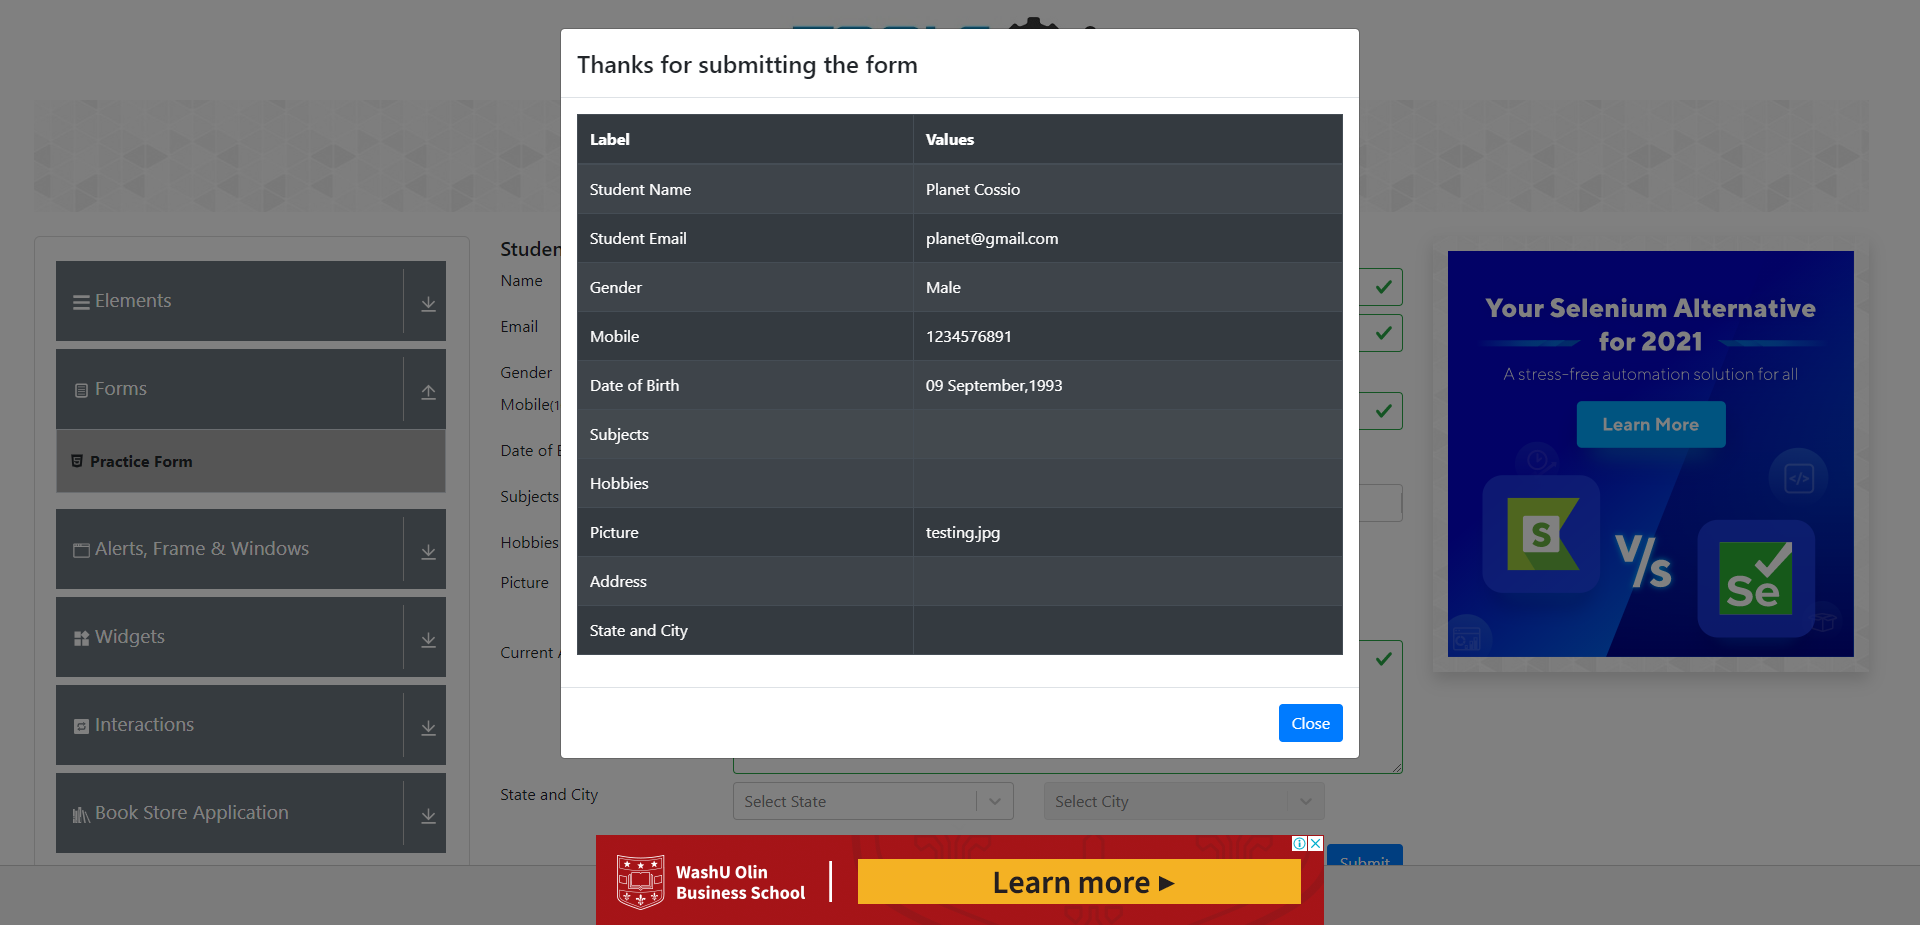 Thanks for submitting the form
Label Values
Student Name Planet Cossio
Student Email planet@gmail.com
Gender Male
Mobile 1234576891
Date of Birth 09 September,1993
Subjects
Hobbies
Picture testing.jpg
Address
State and City
Close
Elements
Forms
Practice Form
Alerts, Frame & Windows
Widgets
Interactions
Book Store Application
Name
Email
Gender
Mobile(1
Date of
Subjects
Hobbies
Picture
Current
State and City
Select State
Select City
Submit
Your Selenium Alternative
for 2021
A stress-free automation solution for all
Learn More
S
V/s
Se
</>
WashU Olin
Business School
Learn more ►